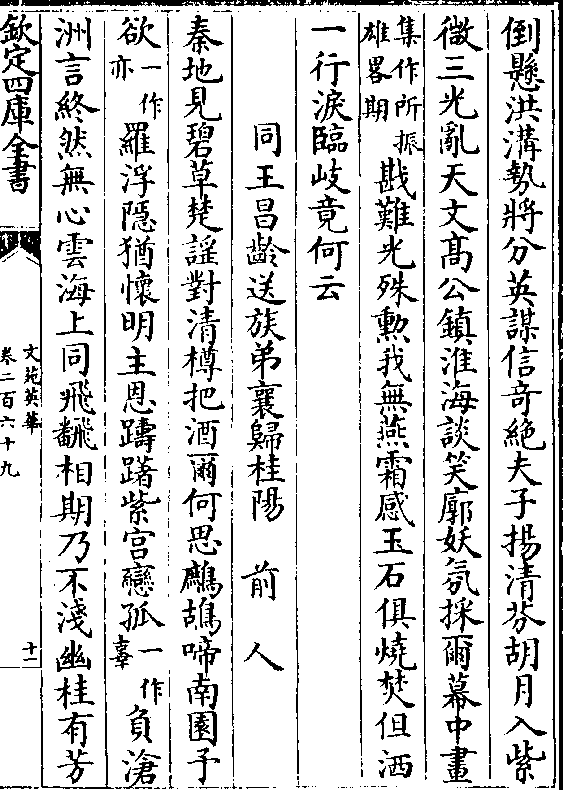 倒懸洪溝勢將分英謀信奇絶夫子揚清芬胡月入紫
微三光亂天文髙公鎮淮海談笑廓妖氛採爾幕中畫
集作所振雄畧期戡難光殊勲我無燕霜感玉石俱燒焚但洒
一行淚臨岐竟何云
同王昌齡送族弟襄歸桂陽　前人
秦地見碧草楚謡對清樽把酒爾何思鷓鴣啼南園予
欲一作亦羅浮隱猶懷明主恩躊躇紫宫戀孤一作辜負滄
洲言終然無心雲海上同飛飜相期乃不淺幽桂有芳
欽定四庫全書
文苑英華
卷二百六十九
十一